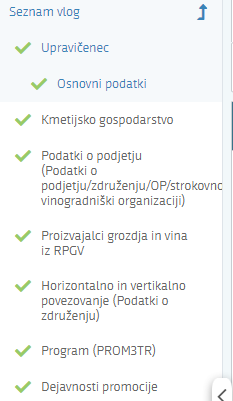 Seznam vlog
Upravičenec
Osnovni podatki
Kmetijsko gospodarstvo
Podatki o podjetju
(Podatki o
podjetju/združenju/OP/strokovno
vinogradniški organizaciji)
Proizvajalci grozdja in vina
iz RPGV
Horizontalno in vertikalno
povezovanje (Podatki o
združenju)
Program (PROM3TR)
Dejavnosti promocije